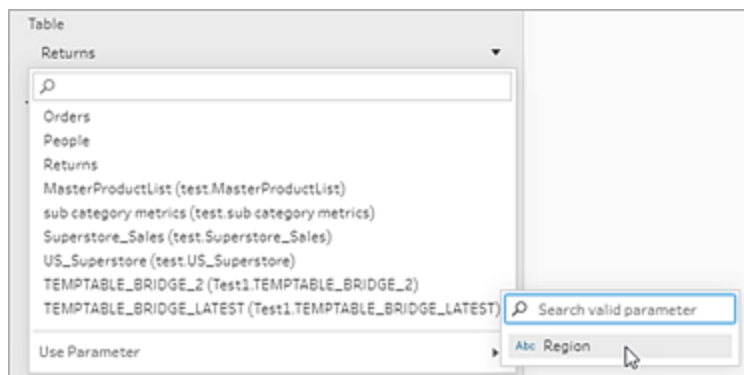 Table
Returns
Orders
People
Returns
MasterProductList (test.MasterProductList)
sub category metrics (test.sub category metrics)
Superstore_Sales (test.Superstore_Sales)
US_Superstore (test.US_Superstore)
TEMPTABLE_BRIDGE_2 (Test1.TEMPTABLE_BRIDGE_2)
TEMPTABLE_BRIDGE_LATEST (Test1.TEMPTABLE_BRIDGE_LATEST)
Search valid parameter
Use Parameter
Abc Region